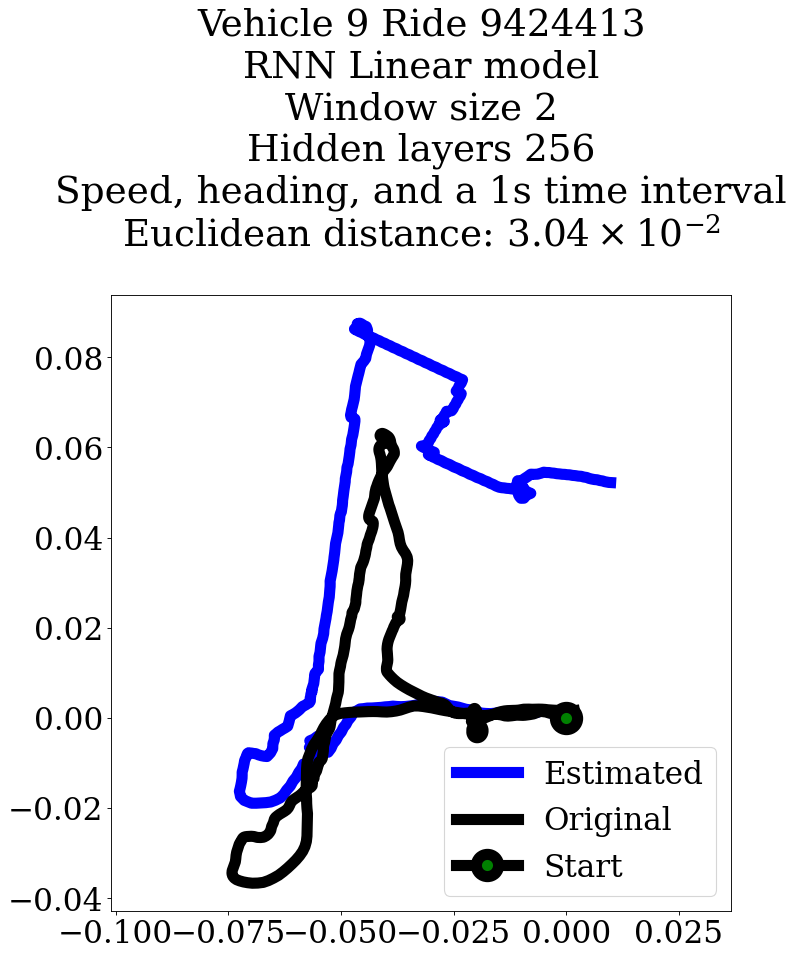 Vehicle 9 Ride 9424413
RNN Linear model
Window size 2
Hidden layers 256
Speed, heading, and a 1s time interval
Euclidean distance: 3.04 × 10⁻²
0.08
0.06
0.04
0.02
0.00
−0.02
−0.04
Estimated
Original
Start
−0.100 −0.075 −0.050 −0.025 0.000 0.025